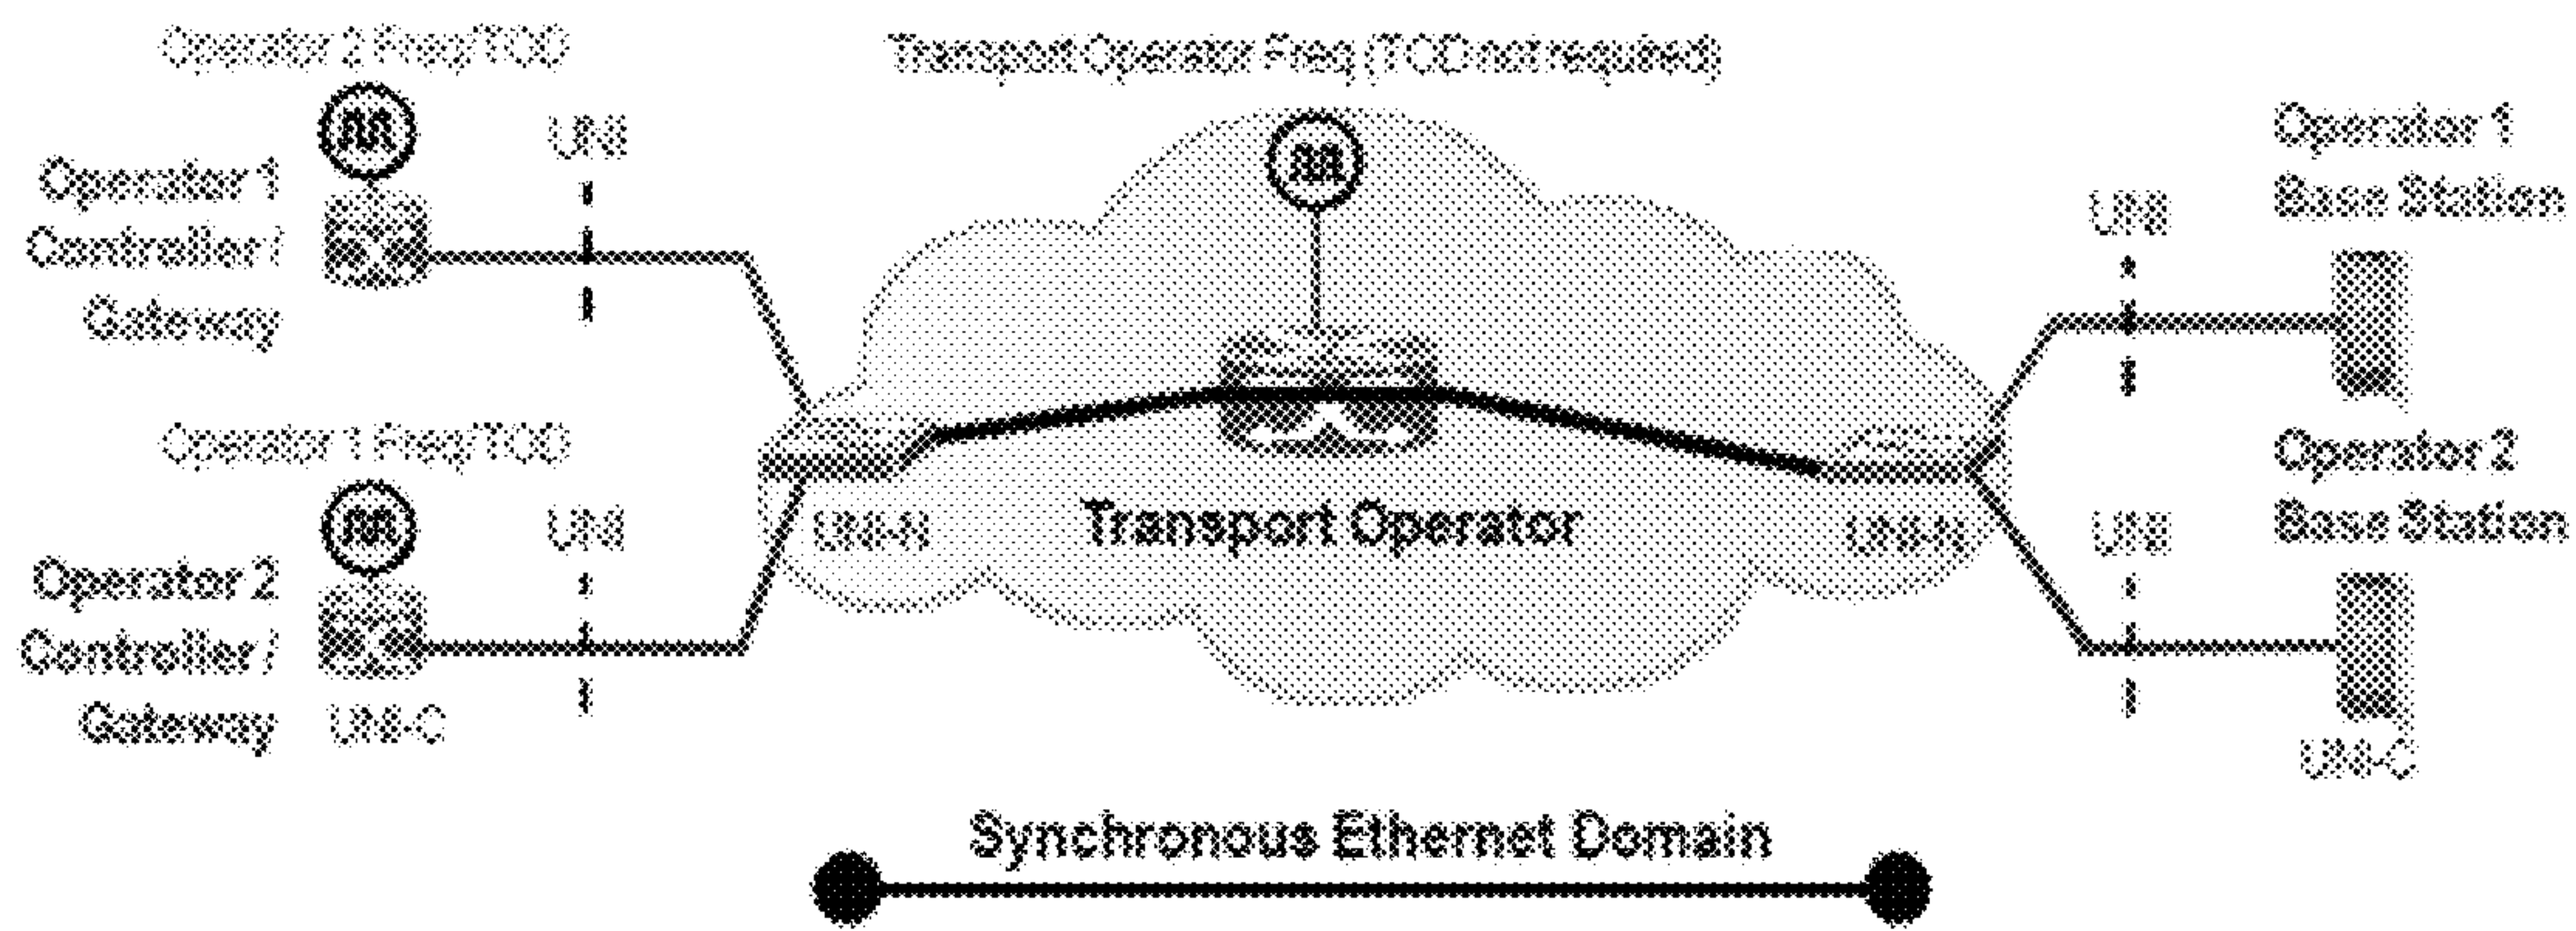 Operator 2 Freq/TOD
Transport Operator Freq (TOD not required)
Operator 1
Controller /
Gateway
UNI
UNI
Operator 1
Base Station
Operator 1 Freq/TOD
Operator 2
Controller /
Gateway
UNI-C
UNI
UNI-N
Transport Operator
UNI-N
UNI
Operator 2
Base Station
UNI-C
Synchronous Ethernet Domain